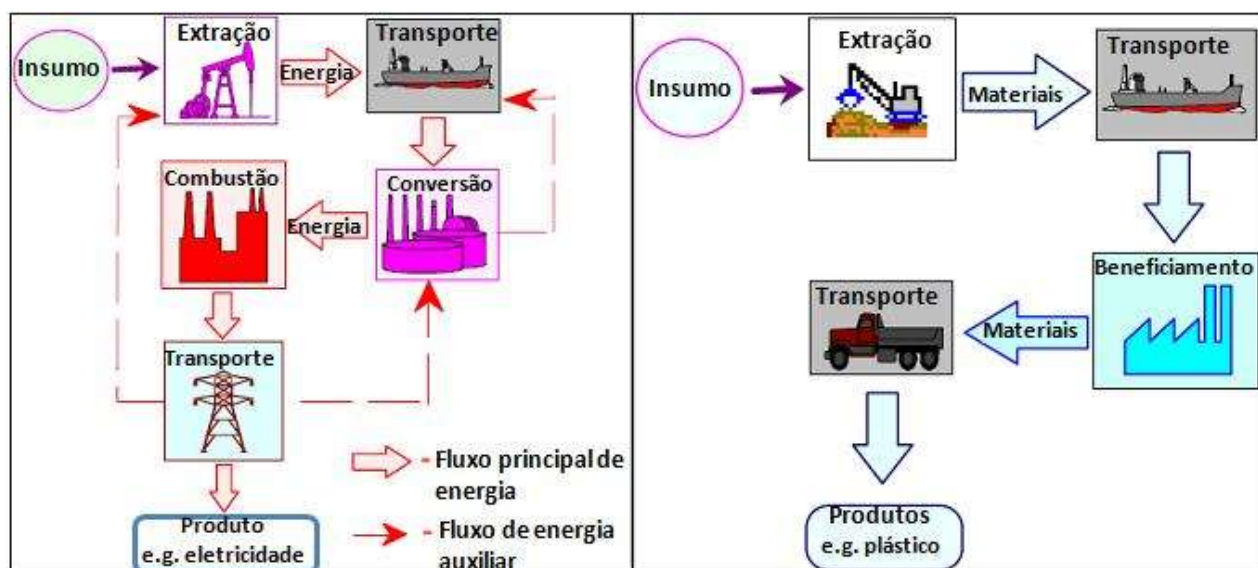 Insumo
Extração
Energia
Transporte
Combustão
Energia
Conversão
Transporte
- Fluxo principal de
energia
Produto
e.g. eletricidade
- Fluxo de energia
auxiliar
Insumo
Extração
Materiais
Transporte
Beneficiamento
Materiais
Transporte
Produtos
e.g. plástico